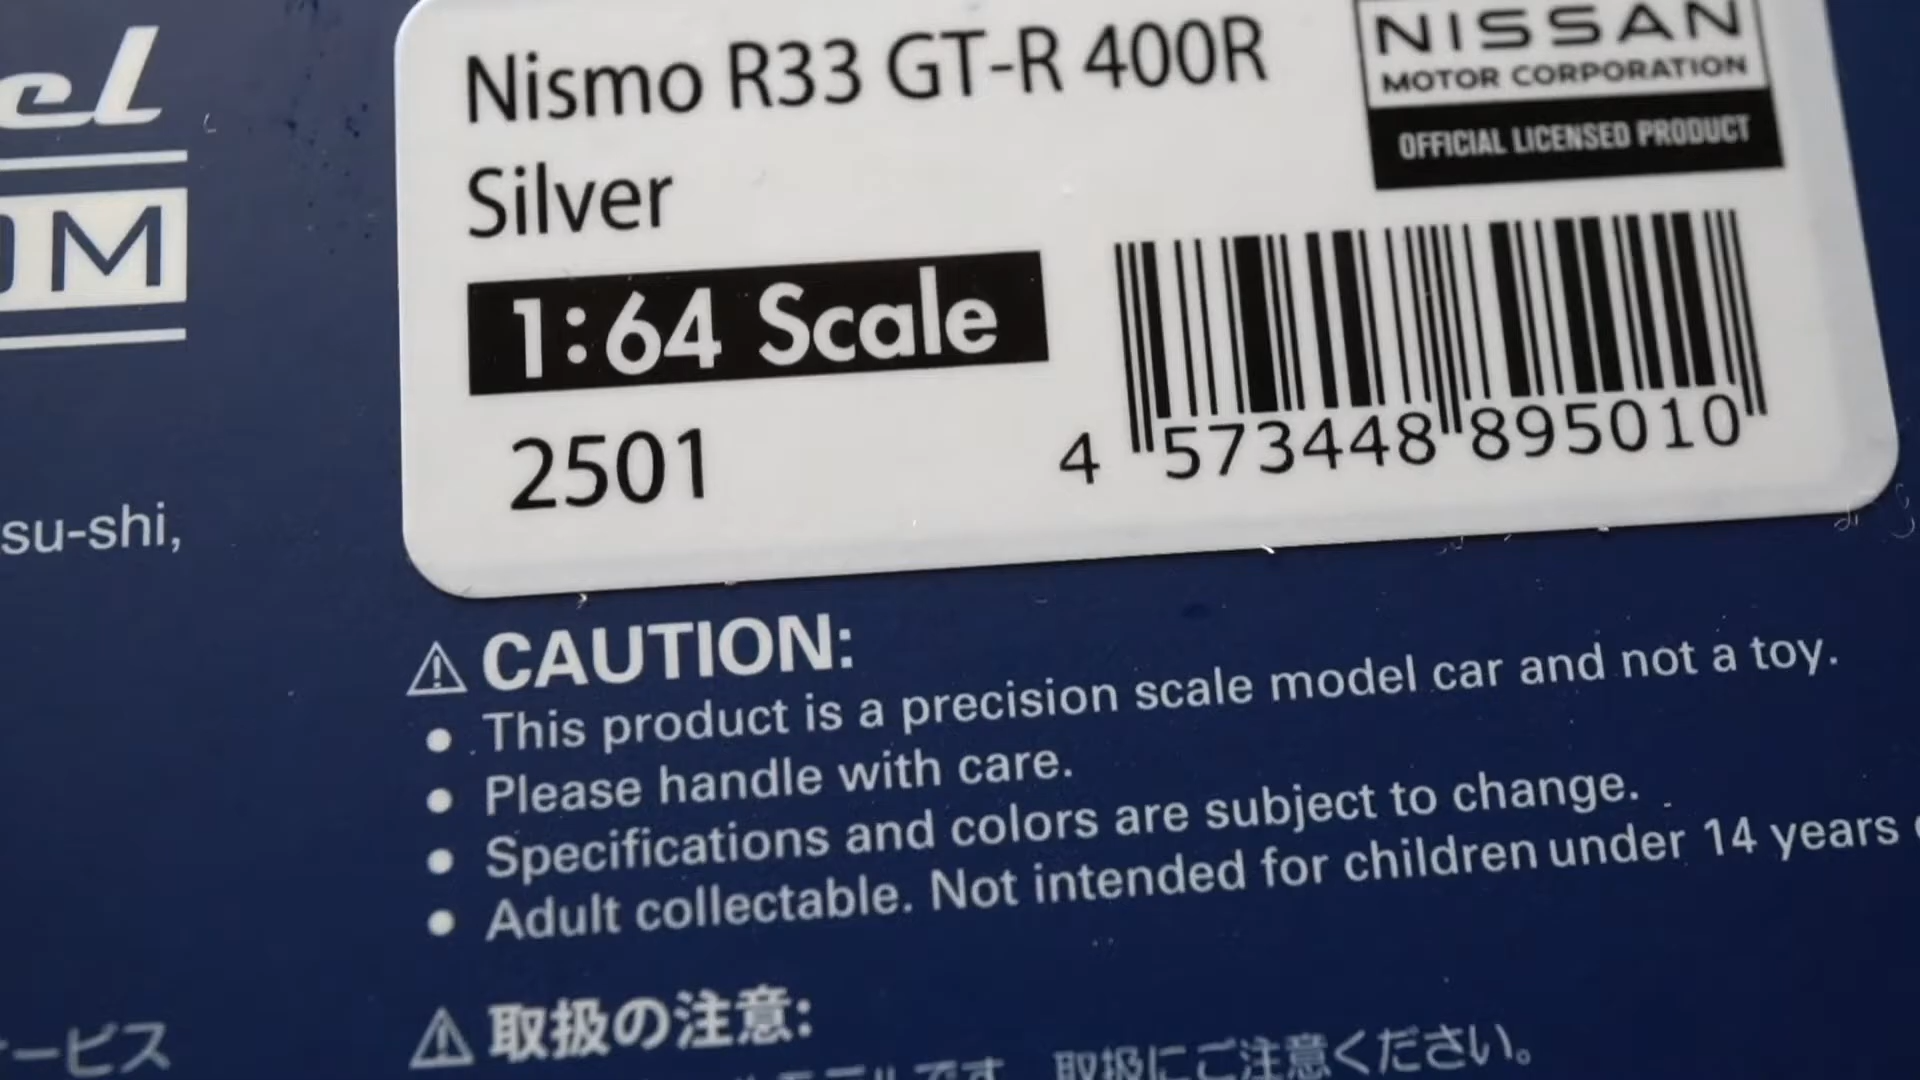 el
OM
su-shi,
ービス
Nismo R33 GT-R 400R
Silver
1:64 Scale
2501
NISSAN
MOTOR CORPORATION
OFFICIAL LICENSED PRODUCT
4 573448 895010
⚠ CAUTION:
● This product is a precision scale model car and not a toy.
● Please handle with care.
● Specifications and colors are subject to change.
● Adult collectable. Not intended for children under 14 years
⚠ 取扱の注意:
です 取扱にご注意ください。